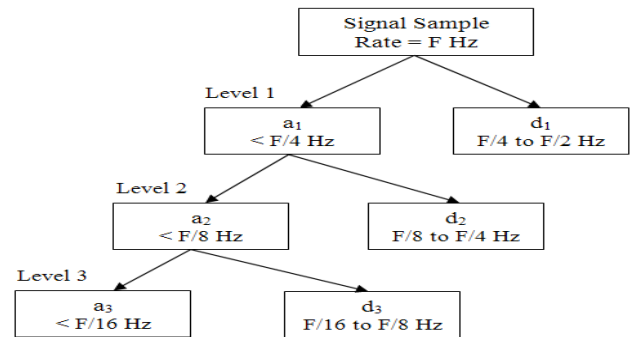 Signal Sample
Rate = F Hz
Level 1
a₁
< F/4 Hz
d₁
F/4 to F/2 Hz
Level 2
a₂
< F/8 Hz
d₂
F/8 to F/4 Hz
Level 3
a₃
< F/16 Hz
d₃
F/16 to F/8 Hz